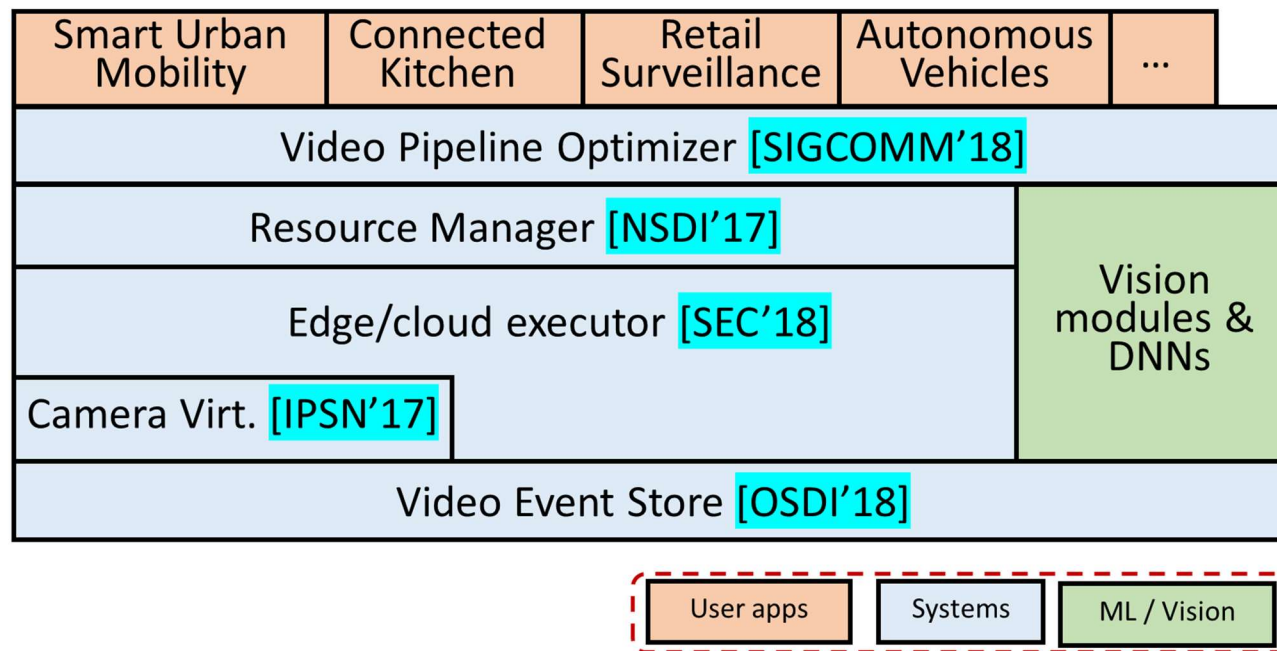 Smart Urban
Mobility
Connected
Kitchen
Retail
Surveillance
Autonomous
Vehicles
...
Video Pipeline Optimizer [SIGCOMM’18]
Resource Manager [NSDI’17]
Edge/cloud executor [SEC’18]
Camera Virt. [IPSN’17]
Vision
modules &
DNNs
Video Event Store [OSDI’18]
User apps
Systems
ML / Vision